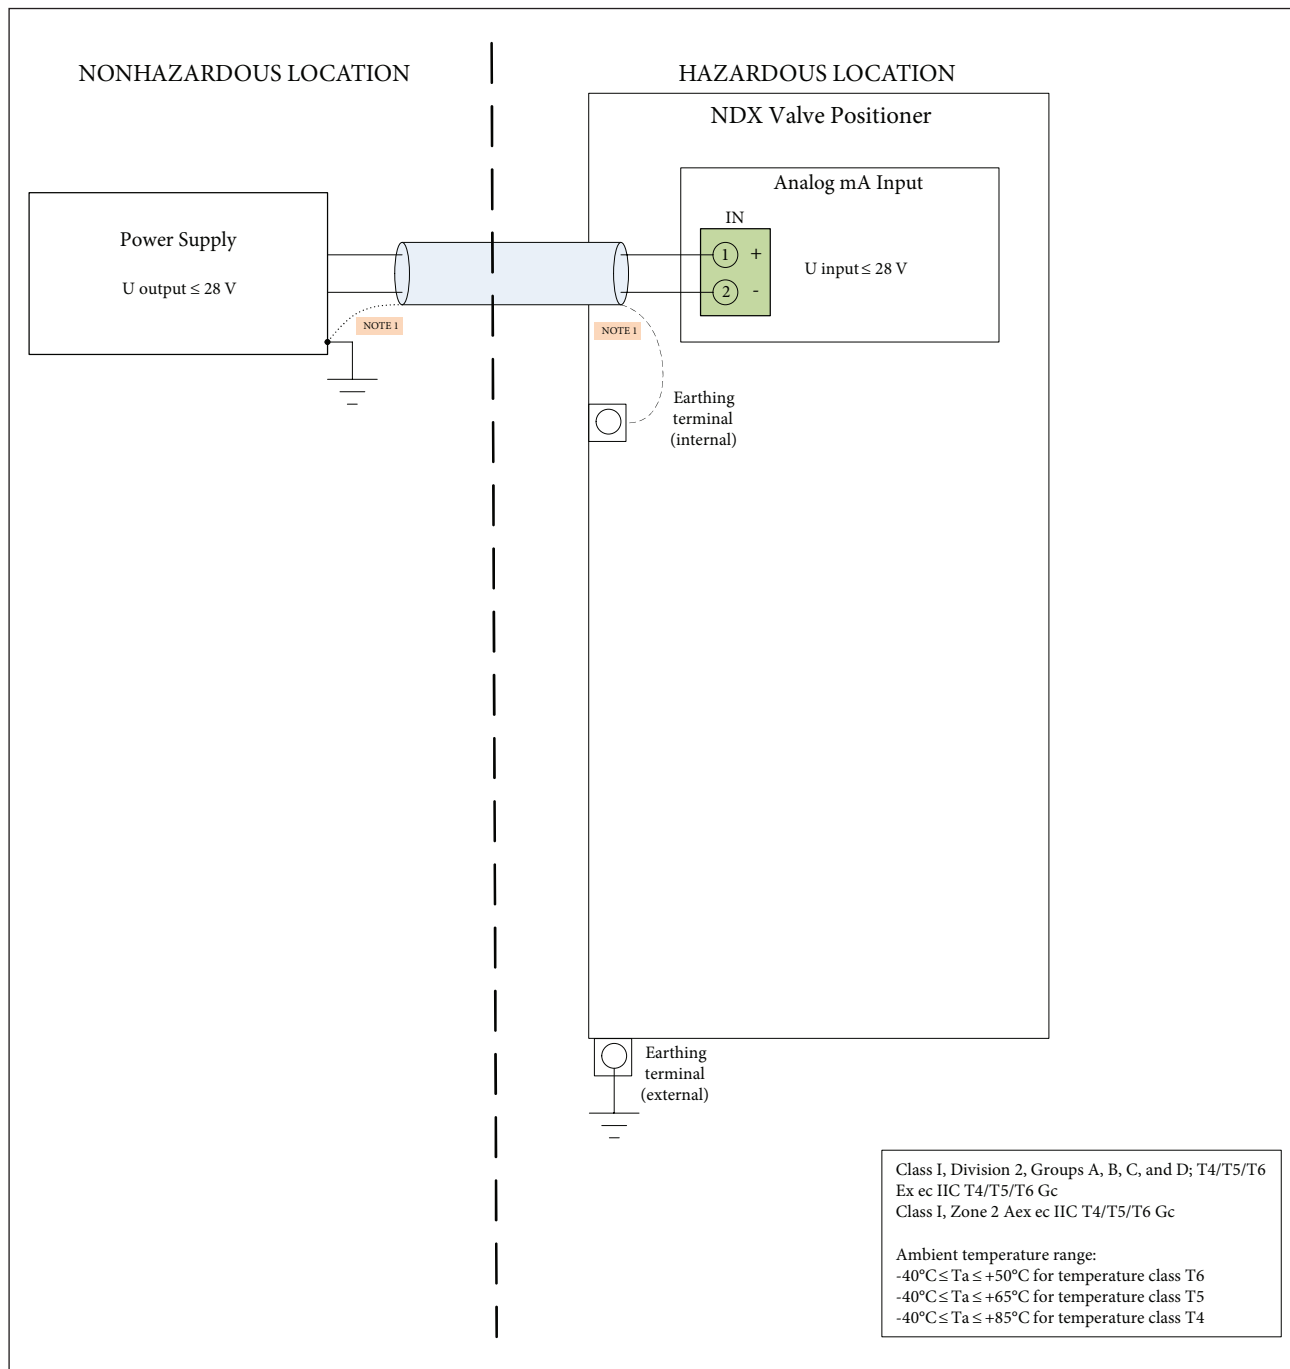 NONHAZARDOUS LOCATION
HAZARDOUS LOCATION
NDX Valve Positioner
Analog mA Input
IN
Power Supply
1 +
U input ≤ 28 V
U output ≤ 28 V
2 -
NOTE 1
NOTE 1
Earthing
terminal
(internal)
Earthing
terminal
(external)
Class I, Division 2, Groups A, B, C, and D; T4/T5/T6
Ex ec IIC T4/T5/T6 Gc
Class I, Zone 2 Aex ec IIC T4/T5/T6 Gc
Ambient temperature range:
-40°C ≤ Ta ≤ +50°C for temperature class T6
-40°C ≤ Ta ≤ +65°C for temperature class T5
-40°C ≤ Ta ≤ +85°C for temperature class T4